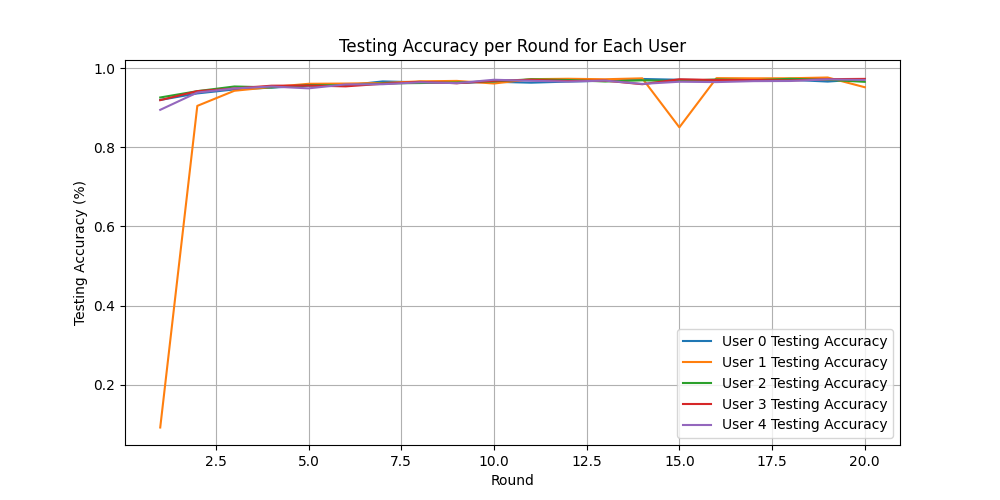 Testing Accuracy per Round for Each User
1.0
0.8
0.6
0.4
0.2
Testing Accuracy (%)
2.5 5.0 7.5 10.0 12.5 15.0 17.5 20.0
Round
User 0 Testing Accuracy
User 1 Testing Accuracy
User 2 Testing Accuracy
User 3 Testing Accuracy
User 4 Testing Accuracy